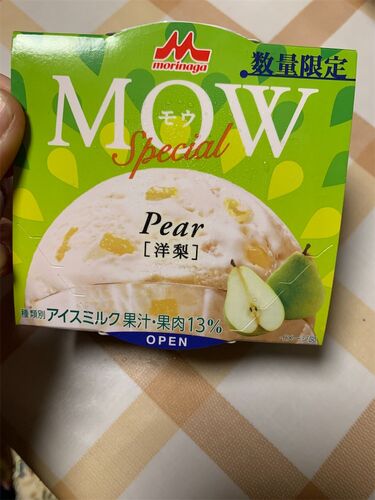 morinaga
数量限定
MOW
モウ
Special
Pear
[洋梨]
種類別 アイスミルク 果汁・果肉13%
OPEN